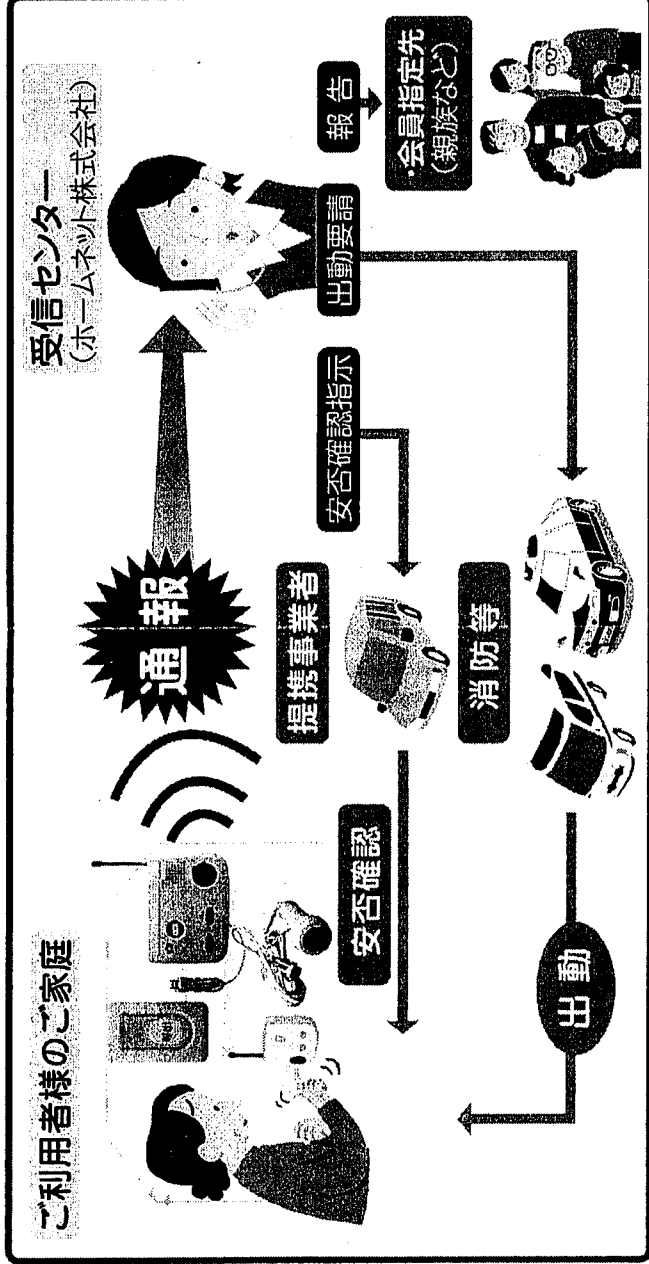 ご利用者様のご家庭
通報
受信センター
(ホームネット株式会社)
提携事業者
安否確認指示
出動要請
報告
安否確認
・会員指定先
(親族など)
消防等
出動